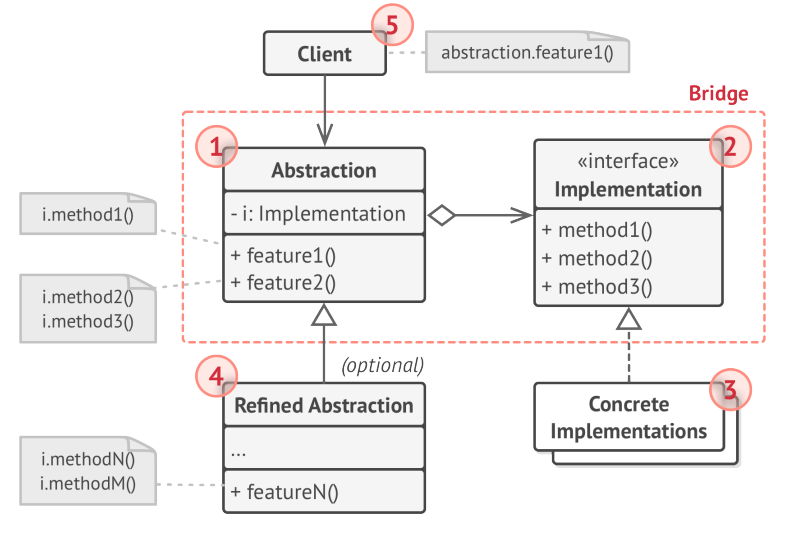 5
Client
abstraction.feature1()
Bridge
1
Abstraction
- i: Implementation
+ feature1()
+ feature2()
2
«interface»
Implementation
+ method1()
+ method2()
+ method3()
i.method1()
i.method2()
i.method3()
(optional)
4
Refined Abstraction
...
+ featureN()
3
Concrete
Implementations
i.methodN()
i.methodM()